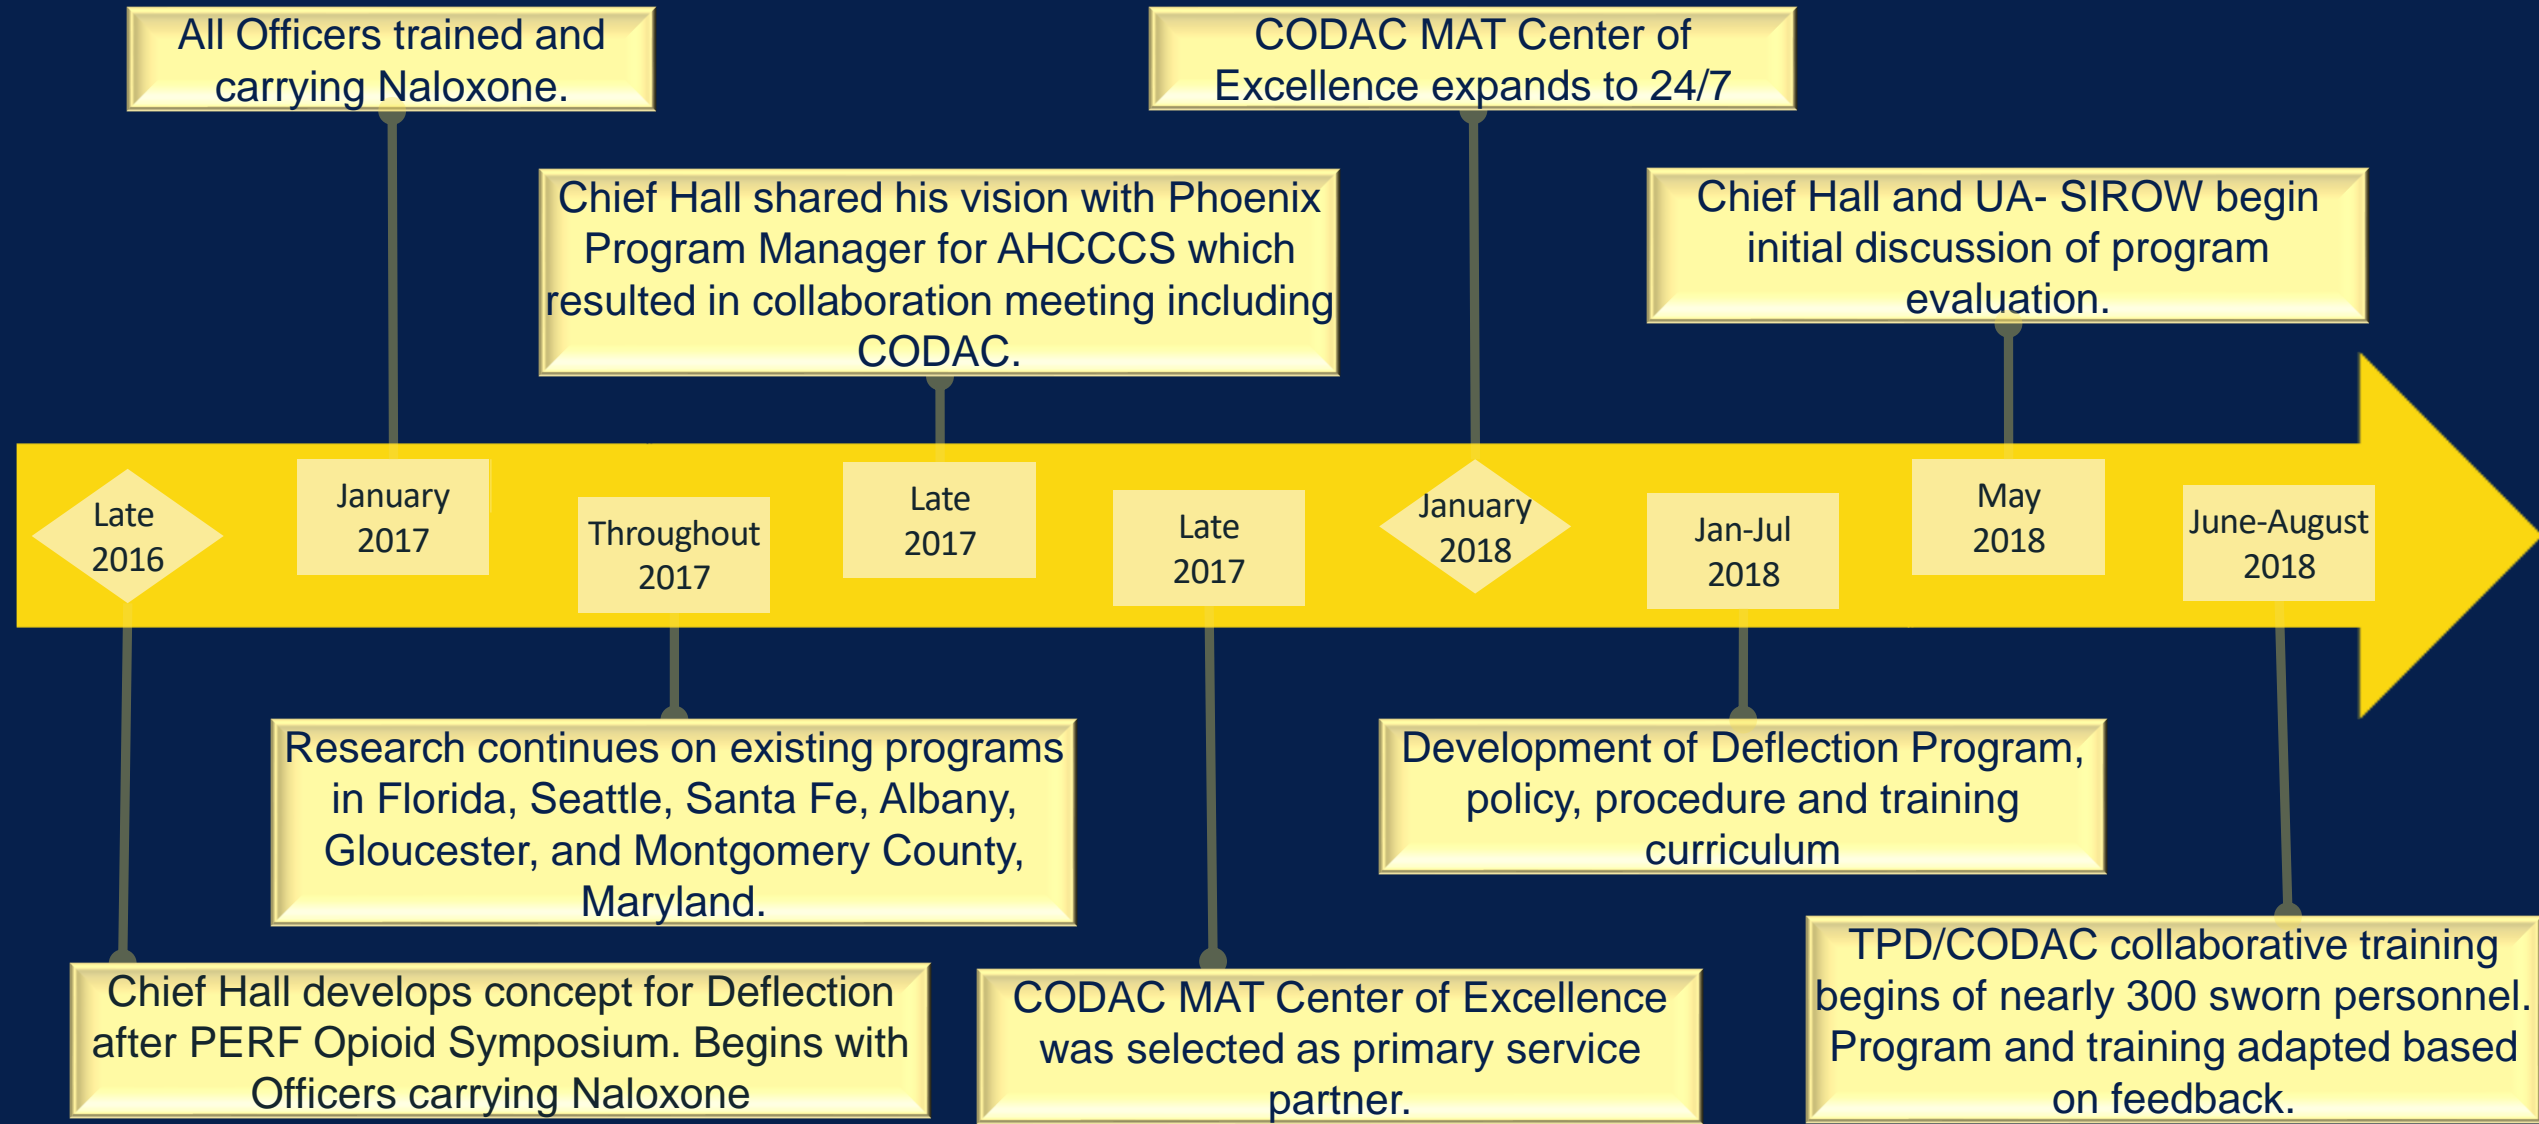 All Officers trained and
carrying Naloxone.
CODAC MAT Center of
Excellence expands to 24/7
Chief Hall shared his vision with Phoenix
Program Manager for AHCCCS which
resulted in collaboration meeting including
CODAC.
Chief Hall and UA- SIROW begin
initial discussion of program
evaluation.
Late
2016
January
2017
Throughout
2017
Late
2017
Late
2017
January
2018
Jan-Jul
2018
May
2018
June-August
2018
Research continues on existing programs
in Florida, Seattle, Santa Fe, Albany,
Gloucester, and Montgomery County,
Maryland.
Development of Deflection Program,
policy, procedure and training
curriculum
Chief Hall develops concept for Deflection
after PERF Opioid Symposium. Begins with
Officers carrying Naloxone
CODAC MAT Center of Excellence
was selected as primary service
partner.
TPD/CODAC collaborative training
begins of nearly 300 sworn personnel.
Program and training adapted based
on feedback.